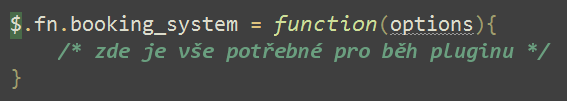 $.fn.booking_system = function(options){
/* zde je vše potřebné pro běh pluginu */
}